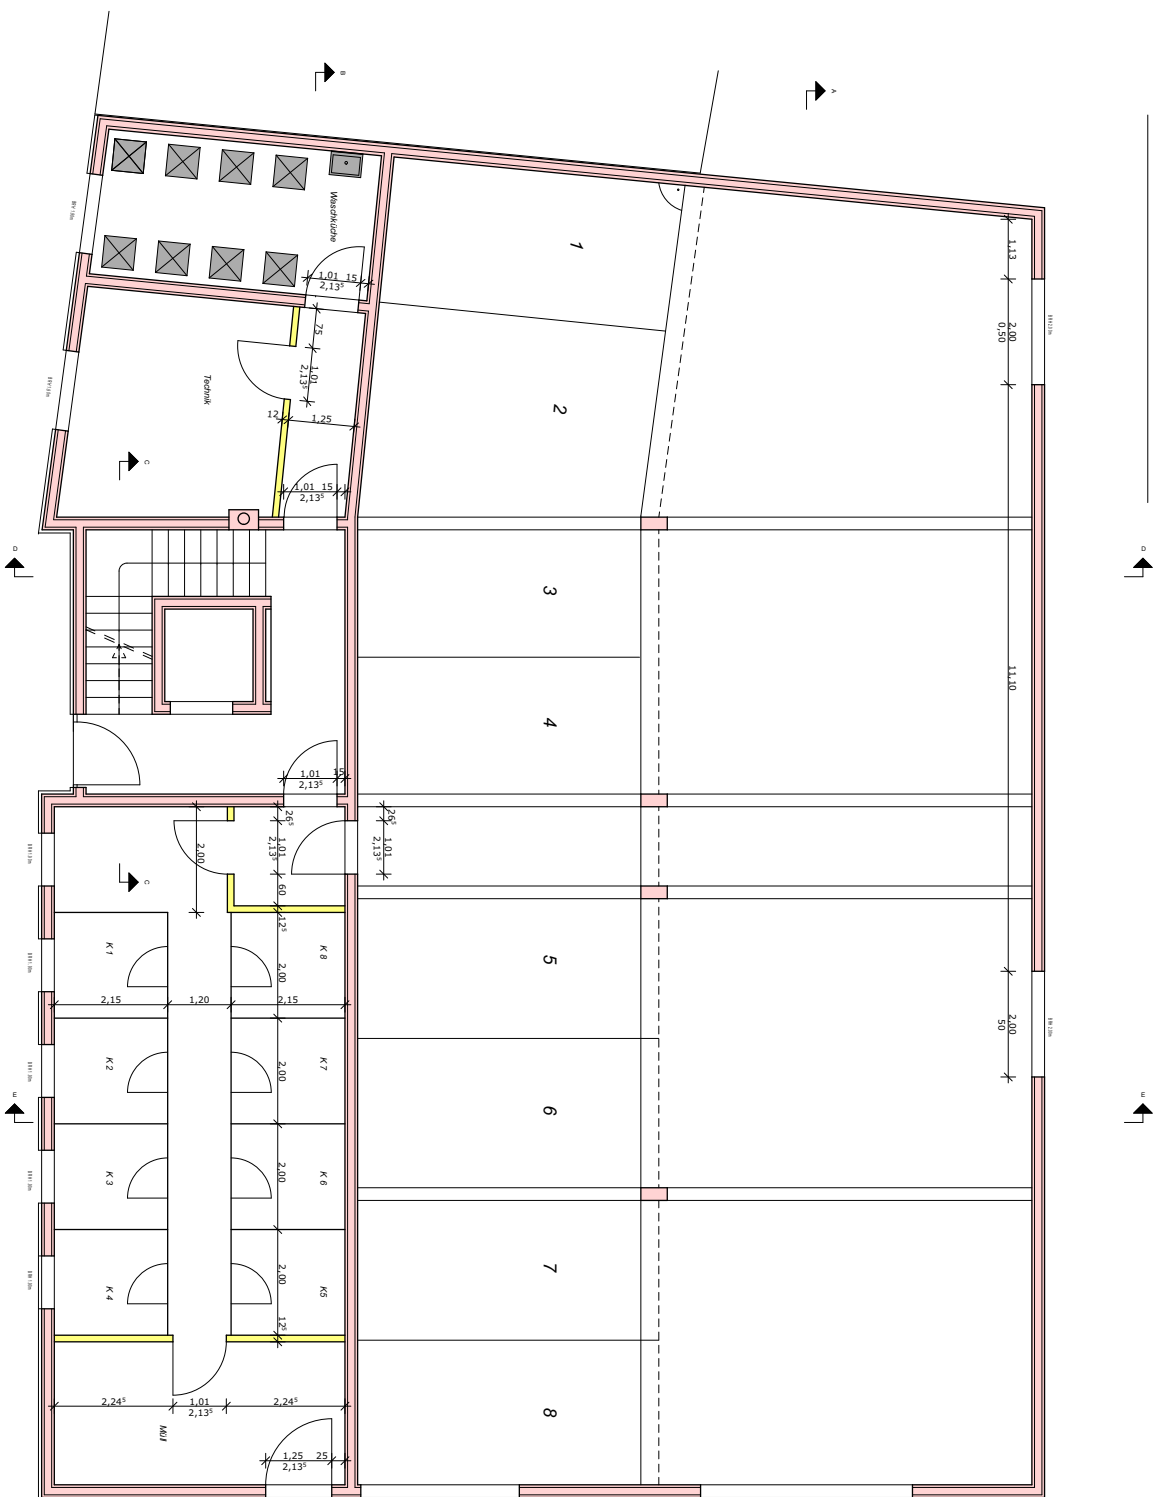 B
A
Waschküche
1,01 15
2,13⁵
1
1,13
2,00
0,50
75
1,01
2,13⁵
Technik
12
1,25
2
C
1,01 15
2,13⁵
D
D
3
11,10
4
1,01 15
2,13⁵
26⁵
26⁵
2,00
1,01
2,13⁵
1,01
2,13⁵
60
C
12⁵
K 1
K 8
5
2,00
2,15
1,20
2,15
2,00
50
K 2
K7
2,00
E
E
6
K 3
K 6
2,00
7
K 4
K5
2,00
12⁵
2,24⁵
1,01
2,13⁵
2,24⁵
Müll
8
1,25 25
2,13⁵